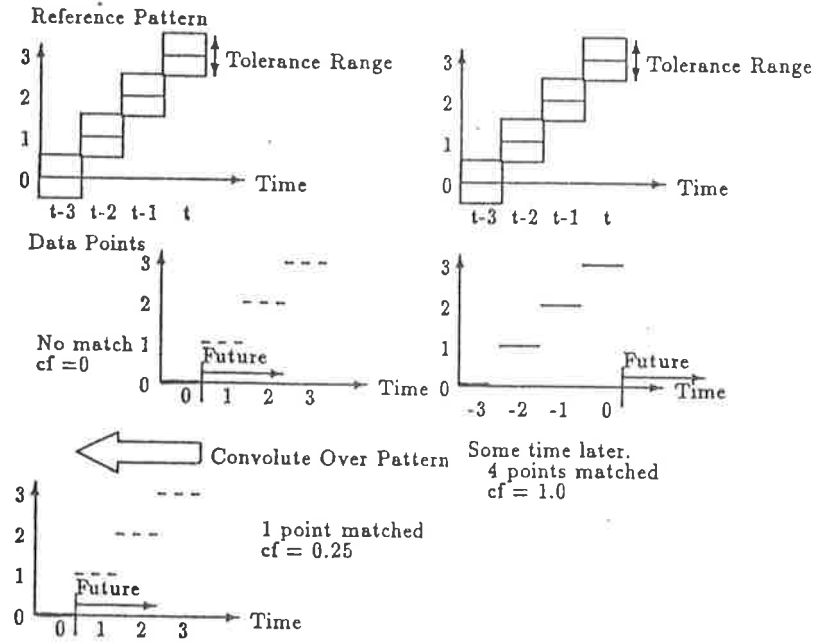 Reference Pattern
3
2
1
0
Tolerance Range
Time
t-3 t-2 t-1 t
3
2
1
0
Tolerance Range
Time
t-3 t-2 t-1 t
Data Points
3
2
No match 1
cf =0
0
Future
Time
0 1 2 3
3
2
1
0
Future
Time
-3 -2 -1 0
Convolute Over Pattern
Some time later.
4 points matched
cf = 1.0
3
2
1
0
1 point matched
cf = 0.25
Future
Time
0 1 2 3